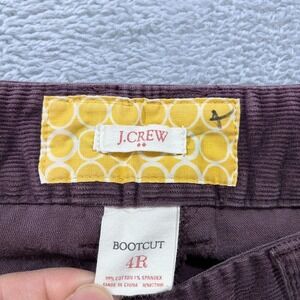 4
J.CREW
BOOTCUT
4R
99% COTTON 1% SPANDEX
MADE IN CHINA